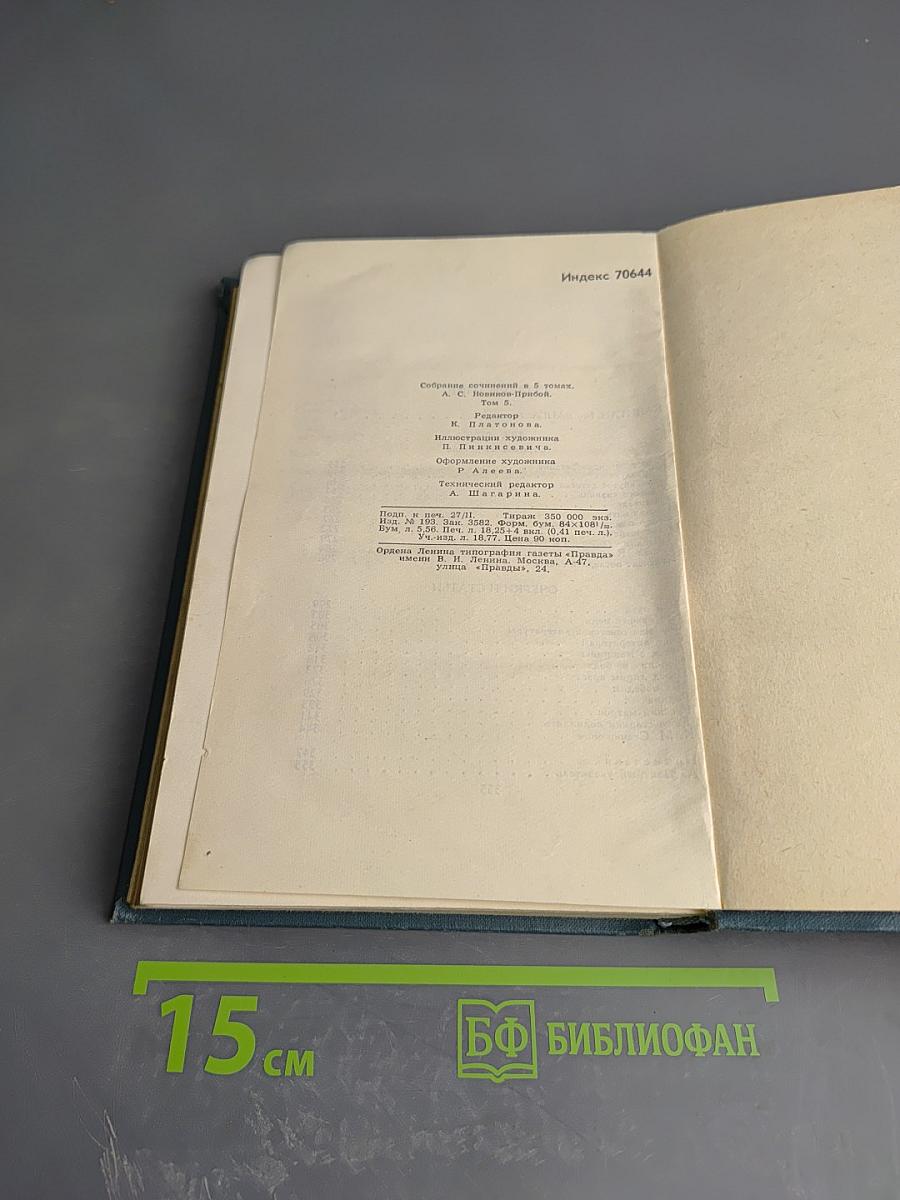 Индекс 70644
Собрание сочинений в 5 томах.
А. С. Новиков-Прибой.
Том 5.
Редактор
К. Платонова.
Иллюстрации художника
П. Пинкисевича.
Оформление художника
Р Алеева.
Технический редактор
А. Шагарина.
Подп. к печ. 27/II. Тираж 350 000 экз.
Изд. № 193. Зак. 3582. Форм. бум. 84×108¹/₃₂.
Бум. л. 5,56. Печ. л. 18,25+4 вкл. (0,41 печ. л.).
Уч.-изд. л. 18,77. Цена 90 коп.
Ордена Ленина типография газеты «Правда»
имени В. И. Ленина. Москва, А-47,
улица «Правды», 24.
15 см
БФ БИБЛИОФАН